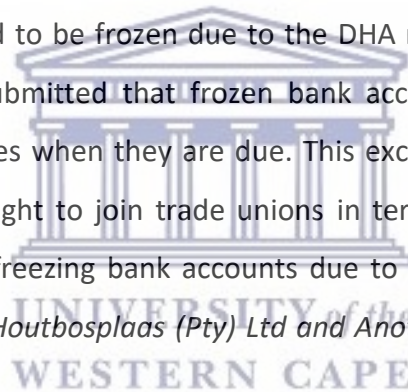 d to be frozen due to the DHA
ubmitted that frozen bank acc
es when they are due. This exc
ght to join trade unions in ter
freezing bank accounts due to
UNIVERSITY of the
Houtbosplaas (Pty) Ltd and Ano
WESTERN CAPE